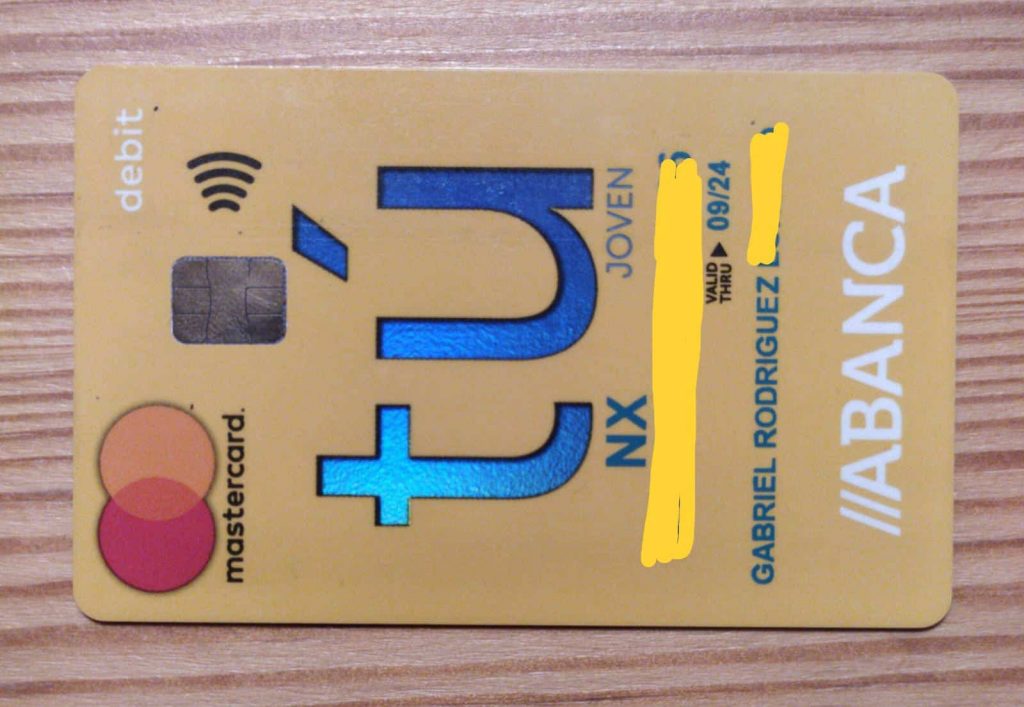 debit
mastercard.
tú
JOVEN
NX
VALID
THRU ▶ 09/24
GABRIEL RODRIGUEZ
///ABANCA